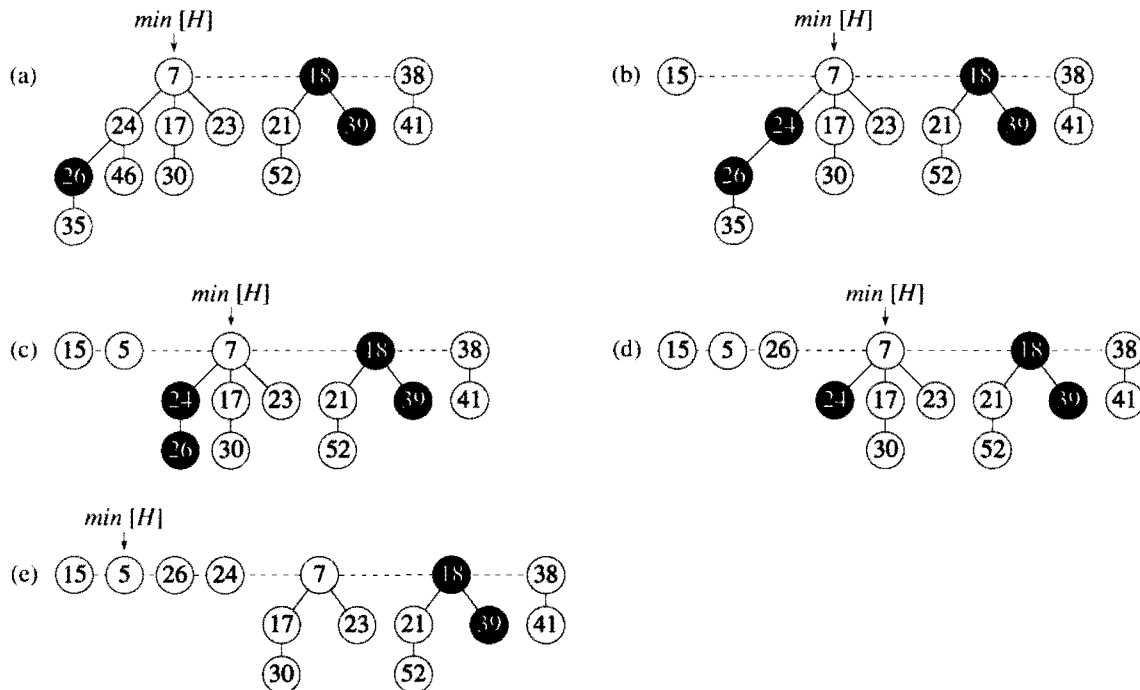 min [H]
min [H]
(a) 7 18 38
(b) 15 7 18 38
24 17 23 21 39 41
24 17 23 21 39 41
26 46 30 52
26 30 52
35
35
min [H]
min [H]
(c) 15 5 7 18 38
(d) 15 5 26 7 18 38
24 17 23 21 39 41
24 17 23 21 39 41
26 30 52
30 52
min [H]
(e) 15 5 26 24 7 18 38
17 23 21 39 41
30 52